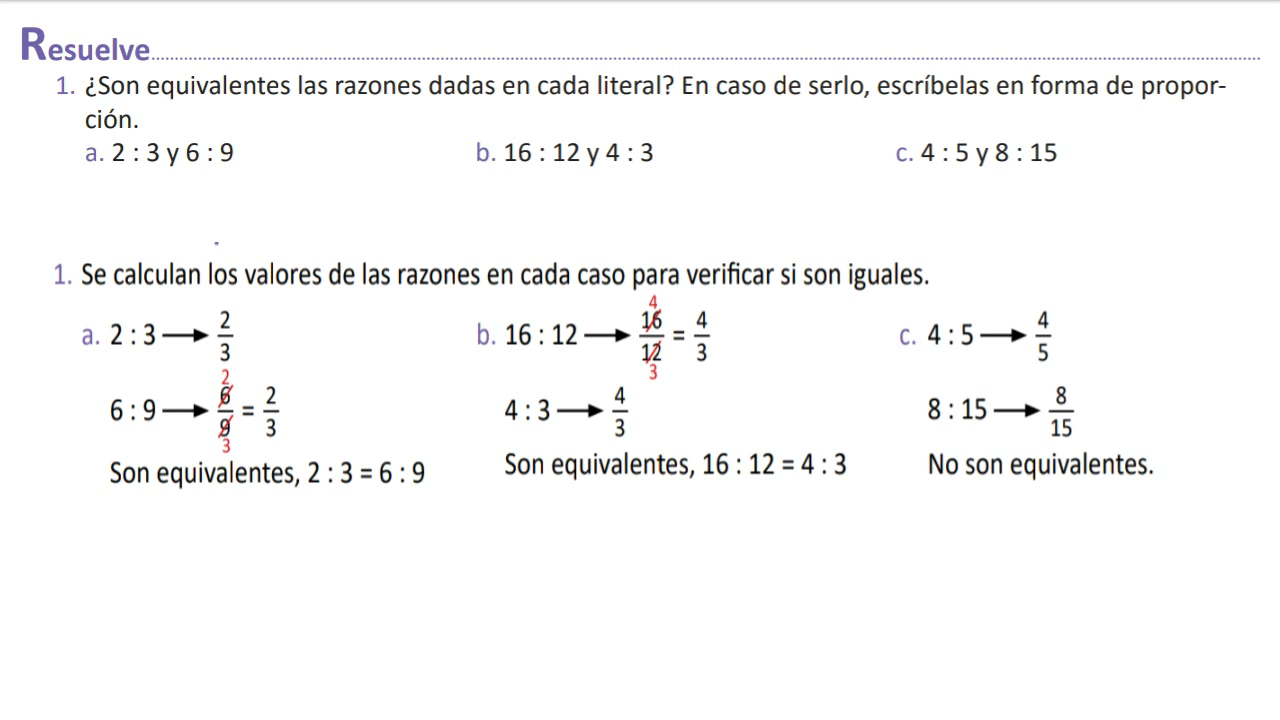 Resuelve
1. ¿Son equivalentes las razones dadas en cada literal? En caso de serlo, escríbelas en forma de propor-
ción.
a. 2 : 3 y 6 : 9
b. 16 : 12 y 4 : 3
c. 4 : 5 y 8 : 15
1. Se calculan los valores de las razones en cada caso para verificar si son iguales.
a. 2 : 3 → 2/3
2
6 : 9 → 6/9 = 2/3
3
Son equivalentes, 2 : 3 = 6 : 9
4
b. 16 : 12 → 16/12 = 4/3
3
4 : 3 → 4/3
Son equivalentes, 16 : 12 = 4 : 3
c. 4 : 5 → 4/5
8 : 15 → 8/15
No son equivalentes.